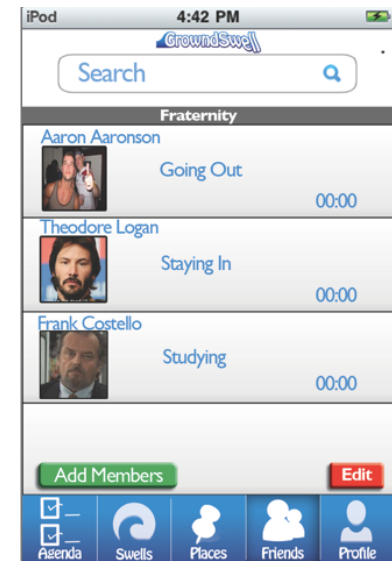 iPod 4:42 PM
GrowndSwell
Search
Fraternity
Aaron Aaronson
Going Out
00:00
Theodore Logan
Staying In
00:00
Frank Costello
Studying
00:00
Add Members Edit
Agenda Swells Places Friends Profile